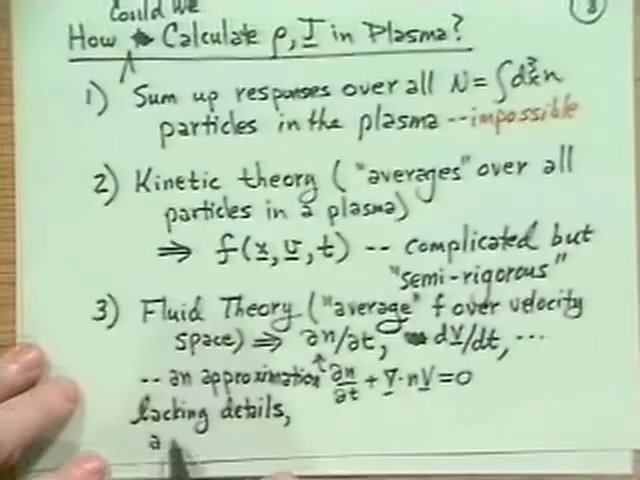 Could We
How Calculate ρ, J in Plasma?
1) Sum up responses over all N = ∫d³x n
particles in the plasma -- impossible
2) Kinetic theory ("averages" over all
particles in a plasma)
⇒ f(x, v, t) -- complicated but
"semi-rigorous"
3) Fluid Theory ("average" f over velocity
space) ⇒ ∂n/∂t, dV/dt, ...
-- an approximation ∂n/∂t + ∇·nV = 0
lacking details,
a